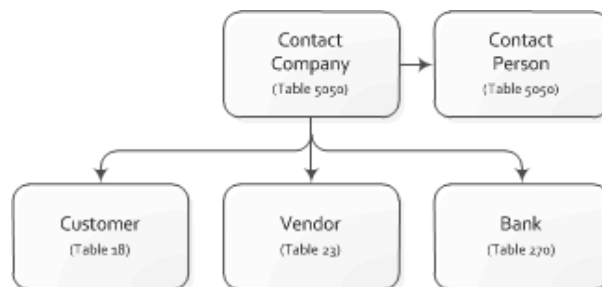 Contact
Company
(Table 5050)
Contact
Person
(Table 5050)
Customer
(Table 18)
Vendor
(Table 23)
Bank
(Table 270)